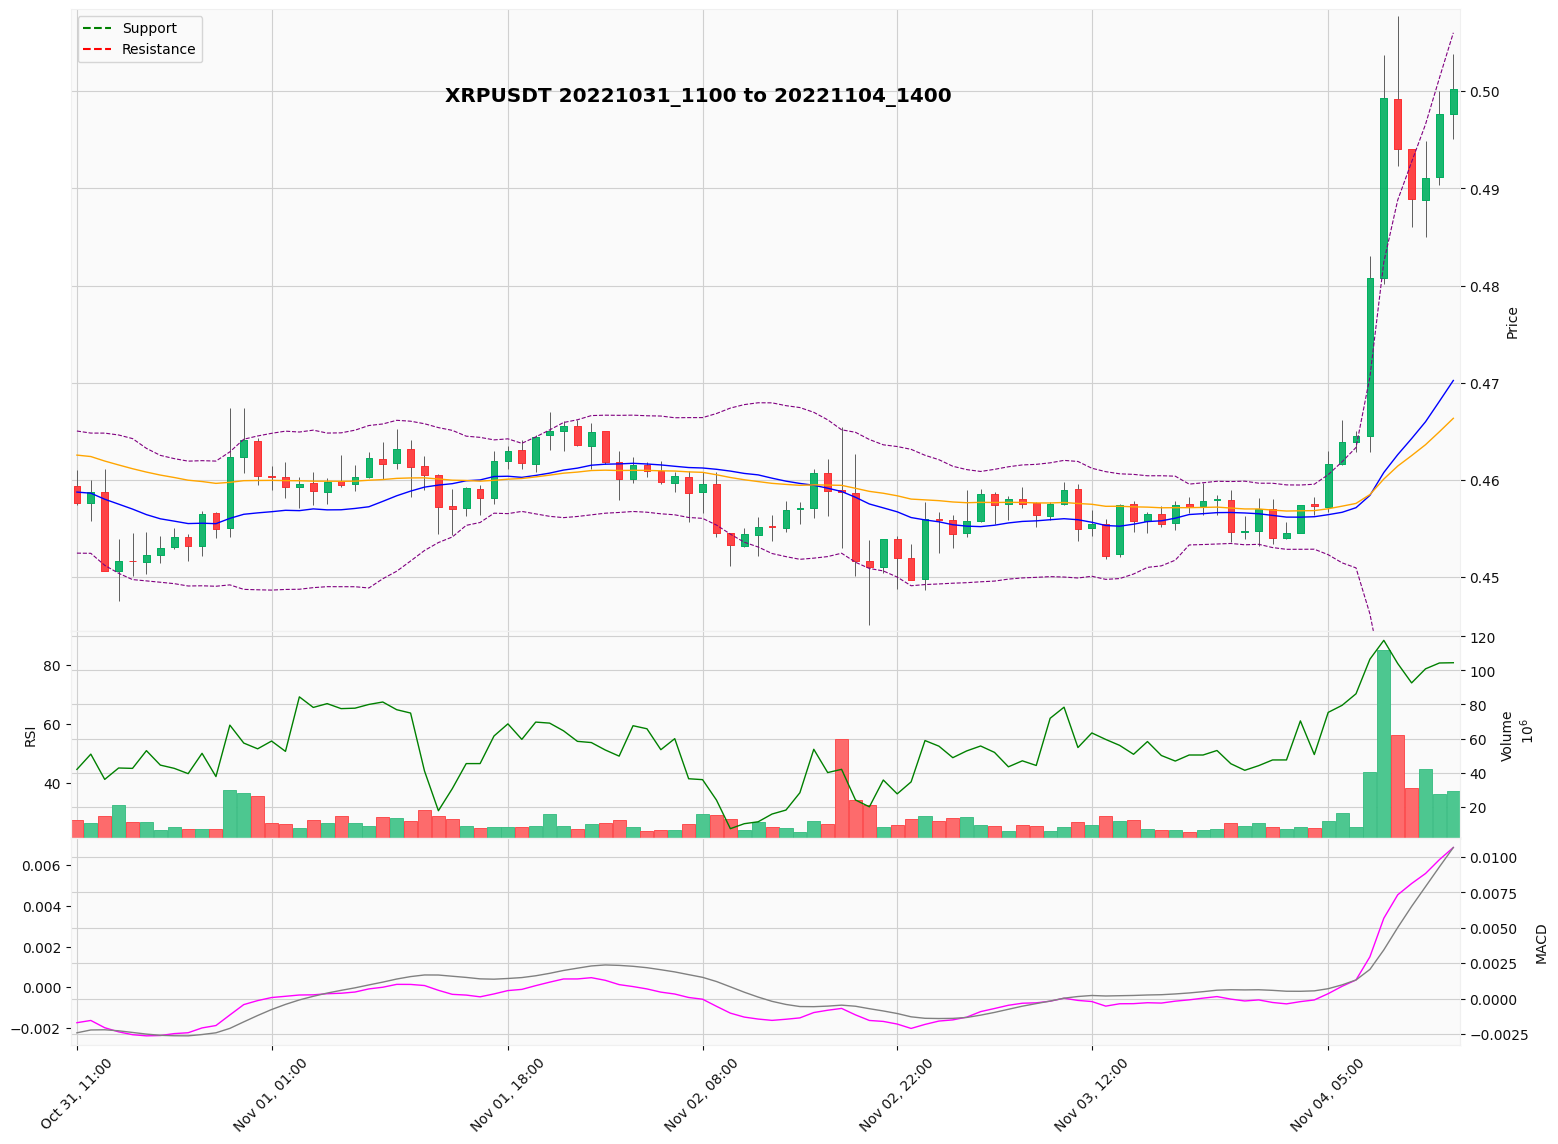 Support
Resistance
XRPUSDT 20221031_1100 to 20221104_1400
0.50
0.49
0.48
0.47
0.46
0.45
Price
120
100
80
60
40
20
Volume
10^6
80
60
40
RSI
0.006
0.004
0.002
0.000
−0.002
0.0100
0.0075
0.0050
0.0025
0.0000
−0.0025
MACD
Oct 31, 11:00
Nov 01, 01:00
Nov 01, 18:00
Nov 02, 08:00
Nov 02, 22:00
Nov 03, 12:00
Nov 04, 05:00